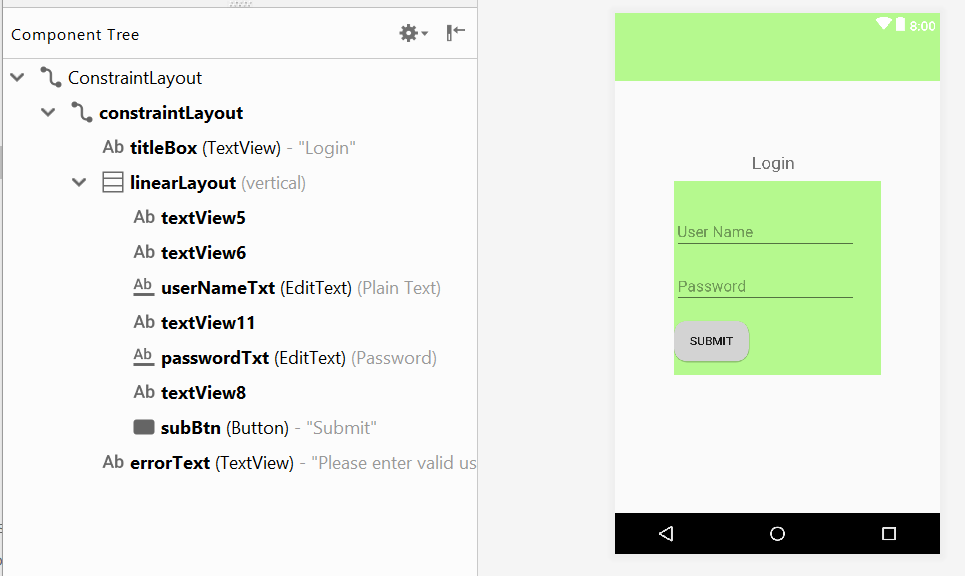 Component Tree
ConstraintLayout
constraintLayout
Ab titleBox (TextView) - "Login"
linearLayout (vertical)
Ab textView5
Ab textView6
Ab userNameTxt (EditText) (Plain Text)
Ab textView11
Ab passwordTxt (EditText) (Password)
Ab textView8
subBtn (Button) - "Submit"
Ab errorText (TextView) - "Please enter valid us
8:00
Login
User Name
Password
SUBMIT